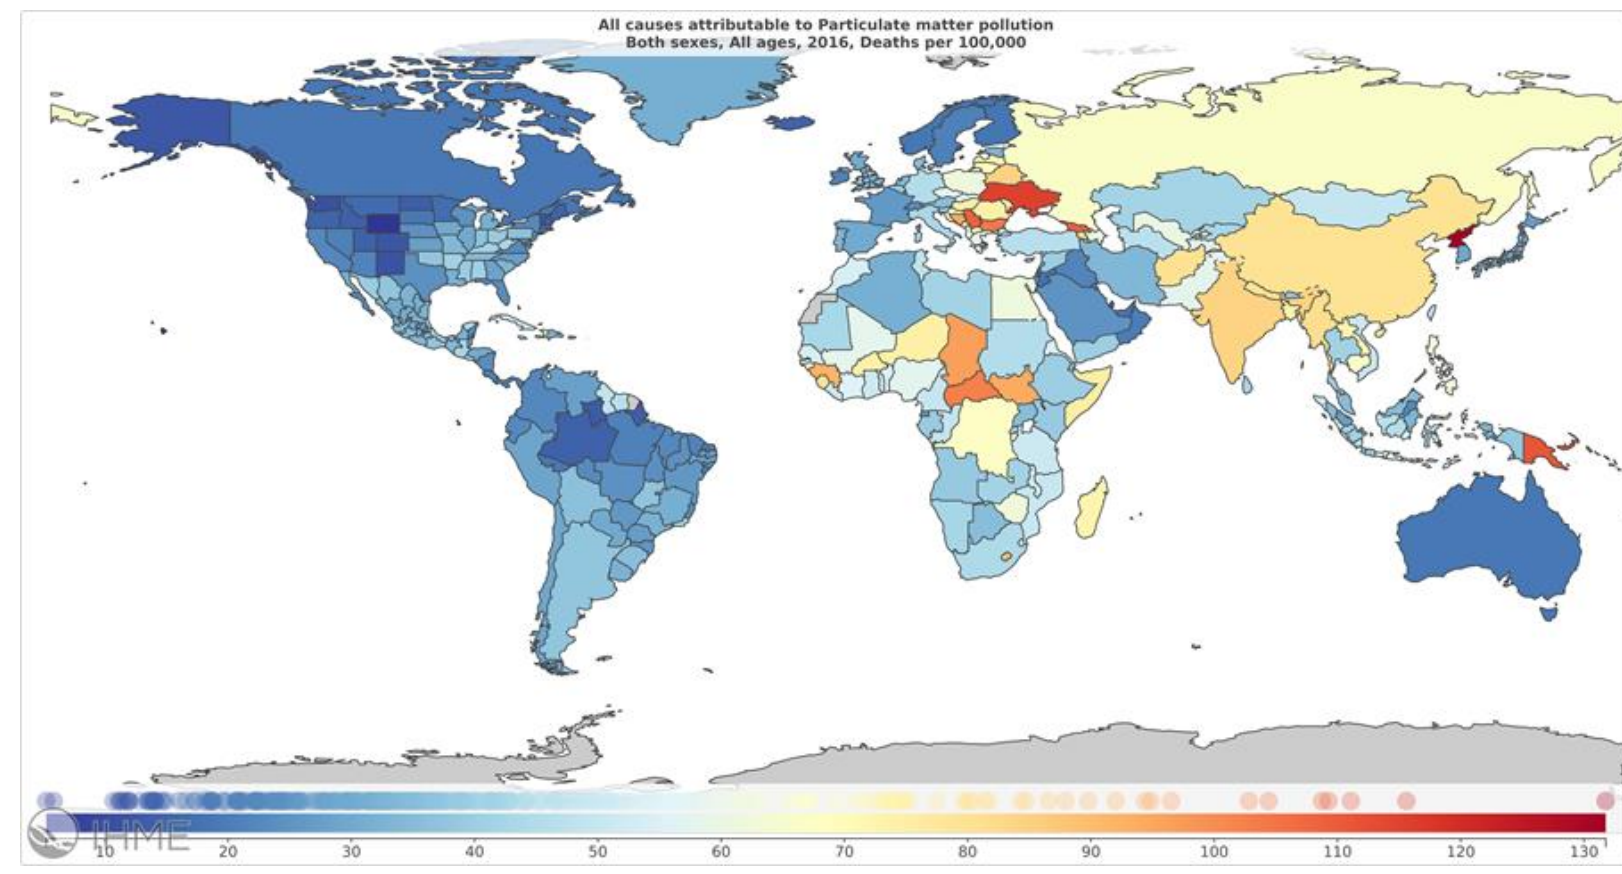 All causes attributable to Particulate matter pollution
Both sexes, All ages, 2016, Deaths per 100,000
IHME
10 20 30 40 50 60 70 80 90 100 110 120 130